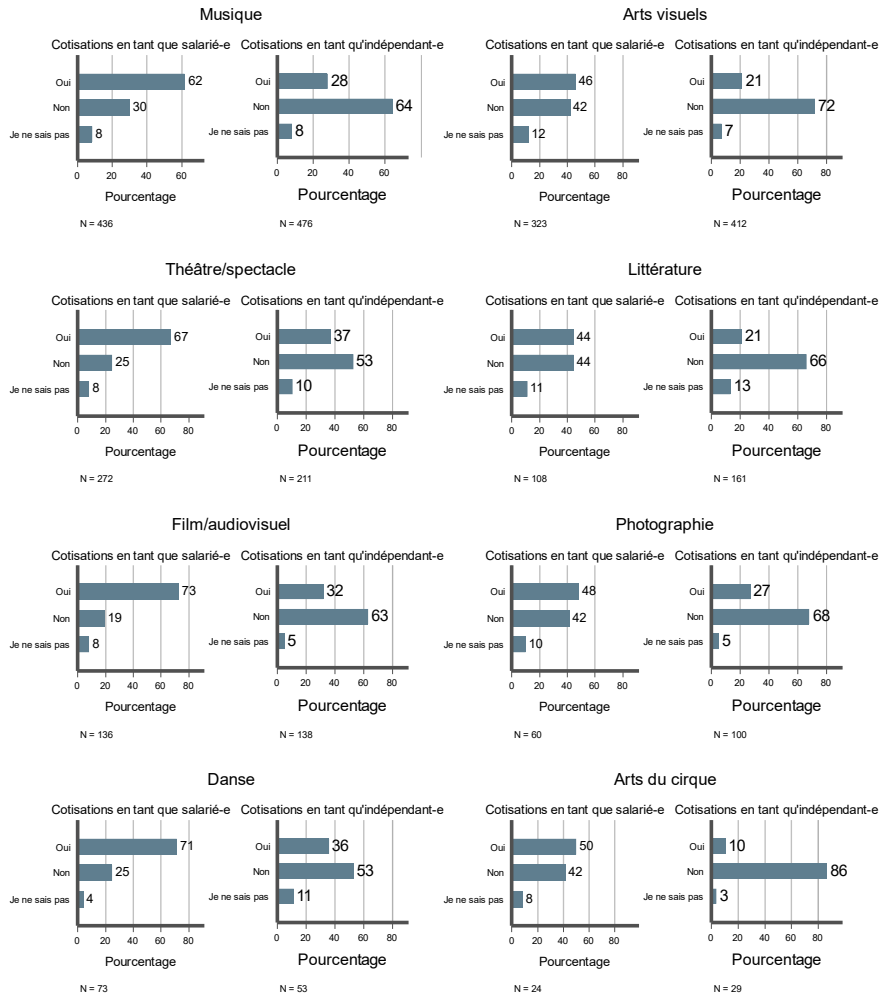 Musique
Cotisations en tant que salarié-e
Oui 62
Non 30
Je ne sais pas 8
0 20 40 60
Pourcentage
N = 436
Cotisations en tant qu'indépendant-e
Oui 28
Non 64
Je ne sais pas 8
0 20 40 60
Pourcentage
N = 476
Arts visuels
Cotisations en tant que salarié-e
Oui 46
Non 42
Je ne sais pas 12
0 20 40 60 80
Pourcentage
N = 323
Cotisations en tant qu'indépendant-e
Oui 21
Non 72
Je ne sais pas 7
0 20 40 60 80
Pourcentage
N = 412
Théâtre/spectacle
Cotisations en tant que salarié-e
Oui 67
Non 25
Je ne sais pas 8
0 20 40 60 80
Pourcentage
N = 272
Cotisations en tant qu'indépendant-e
Oui 37
Non 53
Je ne sais pas 10
0 20 40 60 80
Pourcentage
N = 211
Littérature
Cotisations en tant que salarié-e
Oui 44
Non 44
Je ne sais pas 11
0 20 40 60 80
Pourcentage
N = 108
Cotisations en tant qu'indépendant-e
Oui 21
Non 66
Je ne sais pas 13
0 20 40 60 80
Pourcentage
N = 161
Film/audiovisuel
Cotisations en tant que salarié-e
Oui 73
Non 19
Je ne sais pas 8
0 20 40 60 80
Pourcentage
N = 136
Cotisations en tant qu'indépendant-e
Oui 32
Non 63
Je ne sais pas 5
0 20 40 60 80
Pourcentage
N = 138
Photographie
Cotisations en tant que salarié-e
Oui 48
Non 42
Je ne sais pas 10
0 20 40 60 80
Pourcentage
N = 60
Cotisations en tant qu'indépendant-e
Oui 27
Non 68
Je ne sais pas 5
0 20 40 60 80
Pourcentage
N = 100
Danse
Cotisations en tant que salarié-e
Oui 71
Non 25
Je ne sais pas 4
0 20 40 60 80
Pourcentage
N = 73
Cotisations en tant qu'indépendant-e
Oui 36
Non 53
Je ne sais pas 11
0 20 40 60 80
Pourcentage
N = 53
Arts du cirque
Cotisations en tant que salarié-e
Oui 50
Non 42
Je ne sais pas 8
0 20 40 60 80
Pourcentage
N = 24
Cotisations en tant qu'indépendant-e
Oui 10
Non 86
Je ne sais pas 3
0 20 40 60 80
Pourcentage
N = 29